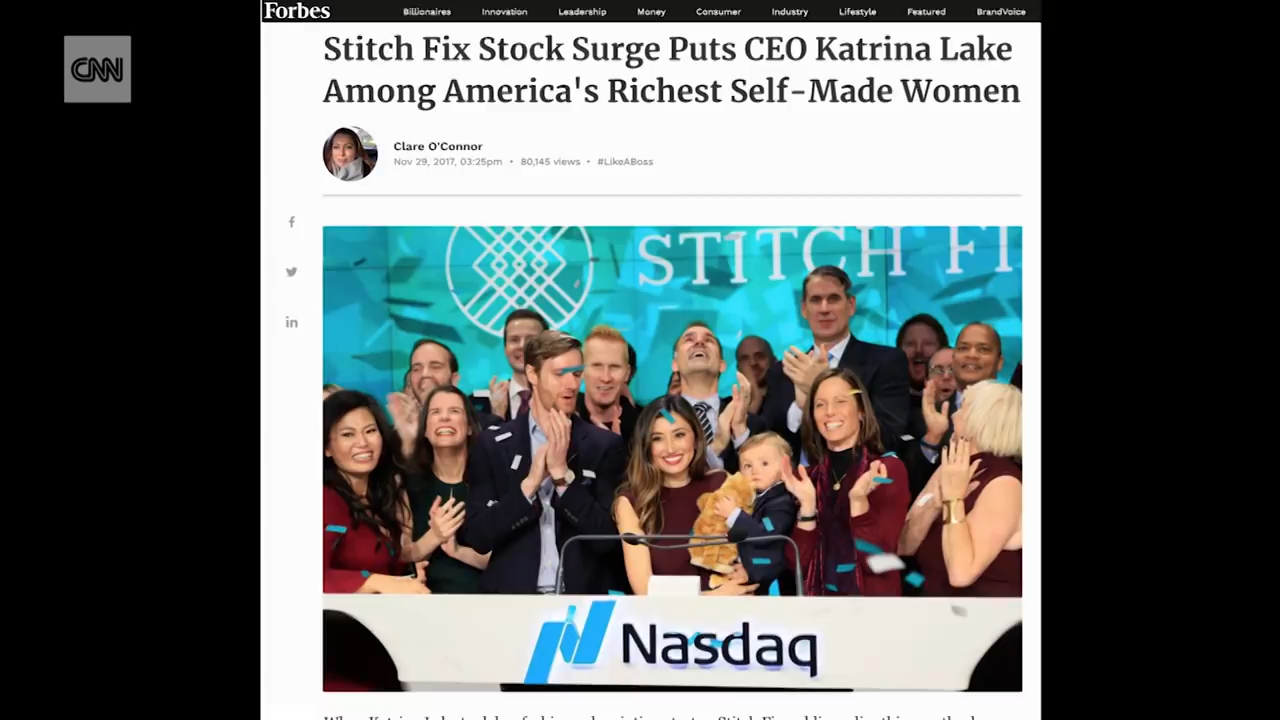 Forbes
Billionaires Innovation Leadership Money Consumer Industry Lifestyle Featured BrandVoice
CNN
Stitch Fix Stock Surge Puts CEO Katrina Lake
Among America's Richest Self-Made Women
Clare O'Connor
Nov 29, 2017, 03:25pm • 80,145 views • #LikeABoss
f
in
STITCH FI
Nasdaq